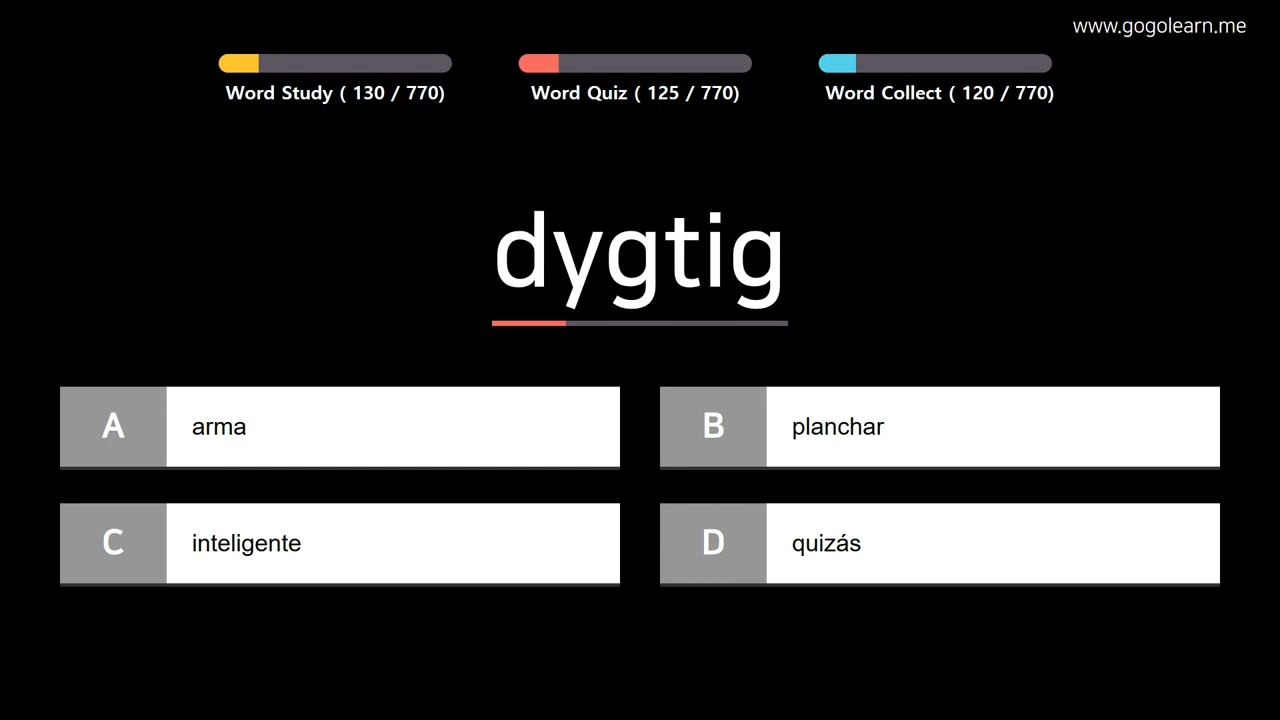 www.gogolearn.me
Word Study ( 130 / 770)
Word Quiz ( 125 / 770)
Word Collect ( 120 / 770)
dygtig
A
arma
B
planchar
C
inteligente
D
quizás